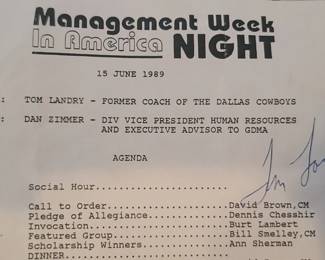 Management Week
In America NIGHT
15 JUNE 1989
: TOM LANDRY - FORMER COACH OF THE DALLAS COWBOYS
: DAN ZIMMER - DIV VICE PRESIDENT HUMAN RESOURCES
AND EXECUTIVE ADVISOR TO GDMA
AGENDA
Social Hour.......................
Call to Order.....................David Brown,CM
Pledge of Allegiance..............Dennis Chesshir
Invocation........................Burt Lambert
Featured Group....................Bill Smelley,CM
Scholarship Winners...............Ann Sherman
DINNER............................